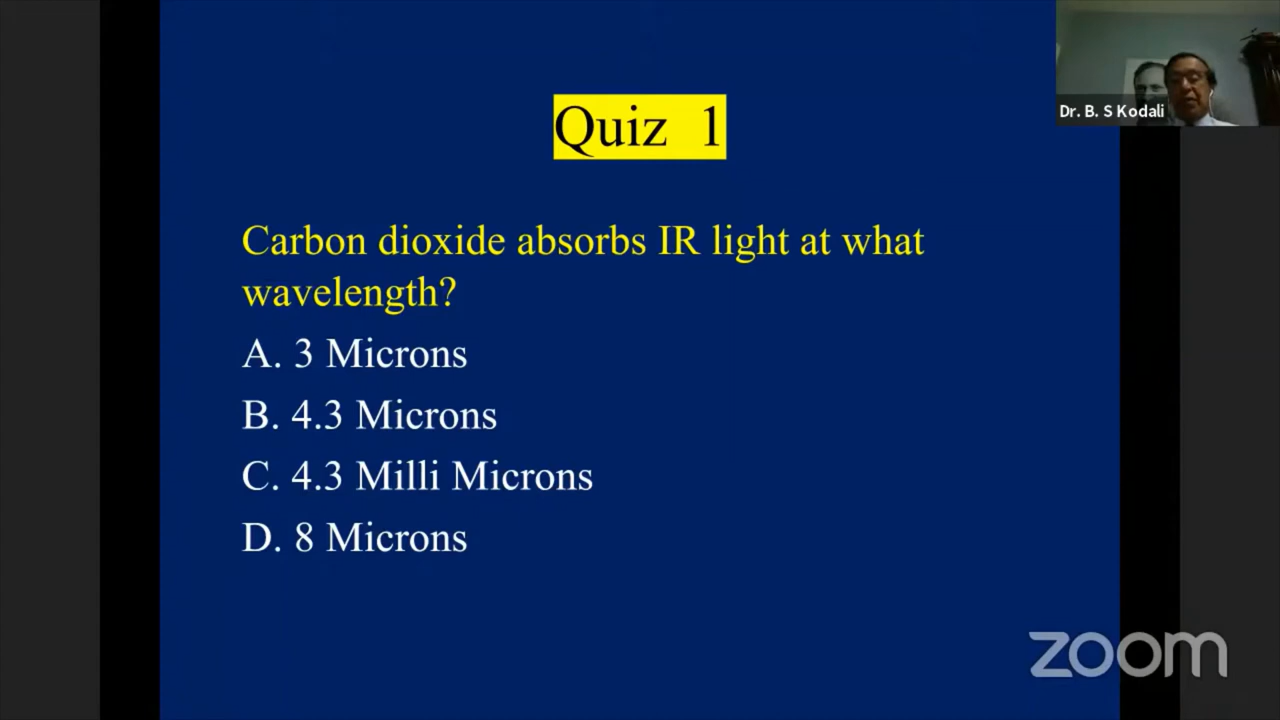 Quiz 1
Dr. B. S Kodali
Carbon dioxide absorbs IR light at what
wavelength?
A. 3 Microns
B. 4.3 Microns
C. 4.3 Milli Microns
D. 8 Microns
zoom